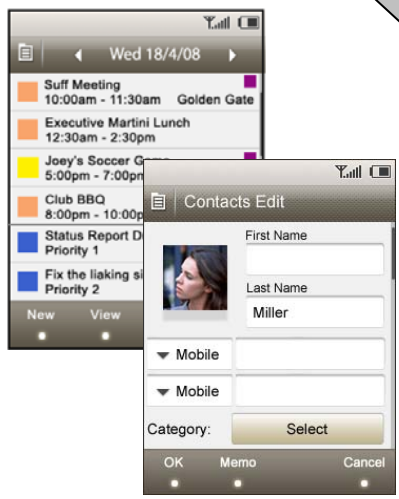 Wed 18/4/08
Suff Meeting
10:00am - 11:30am Golden Gate
Executive Martini Lunch
12:30am - 2:30pm
Joey's Soccer
5:00pm - 7:00pm
Club BBQ
8:00pm - 10:00p
Status Report D
Priority 1
Fix the liaking si
Priority 2
New View
Contacts Edit
First Name
Last Name
Miller
Mobile
Mobile
Category: Select
OK Memo Cancel